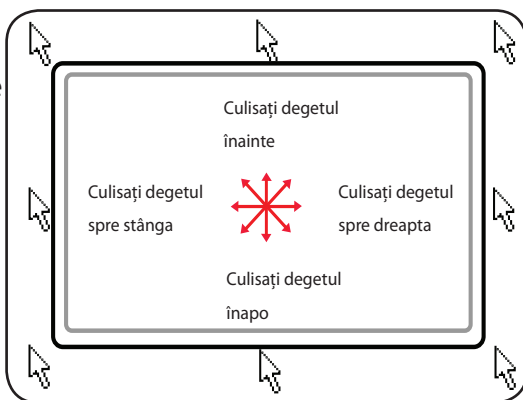 Culisați degetul
înainte
Culisați degetul
spre stânga
Culisați degetul
spre dreapta
Culisați degetul
înapo